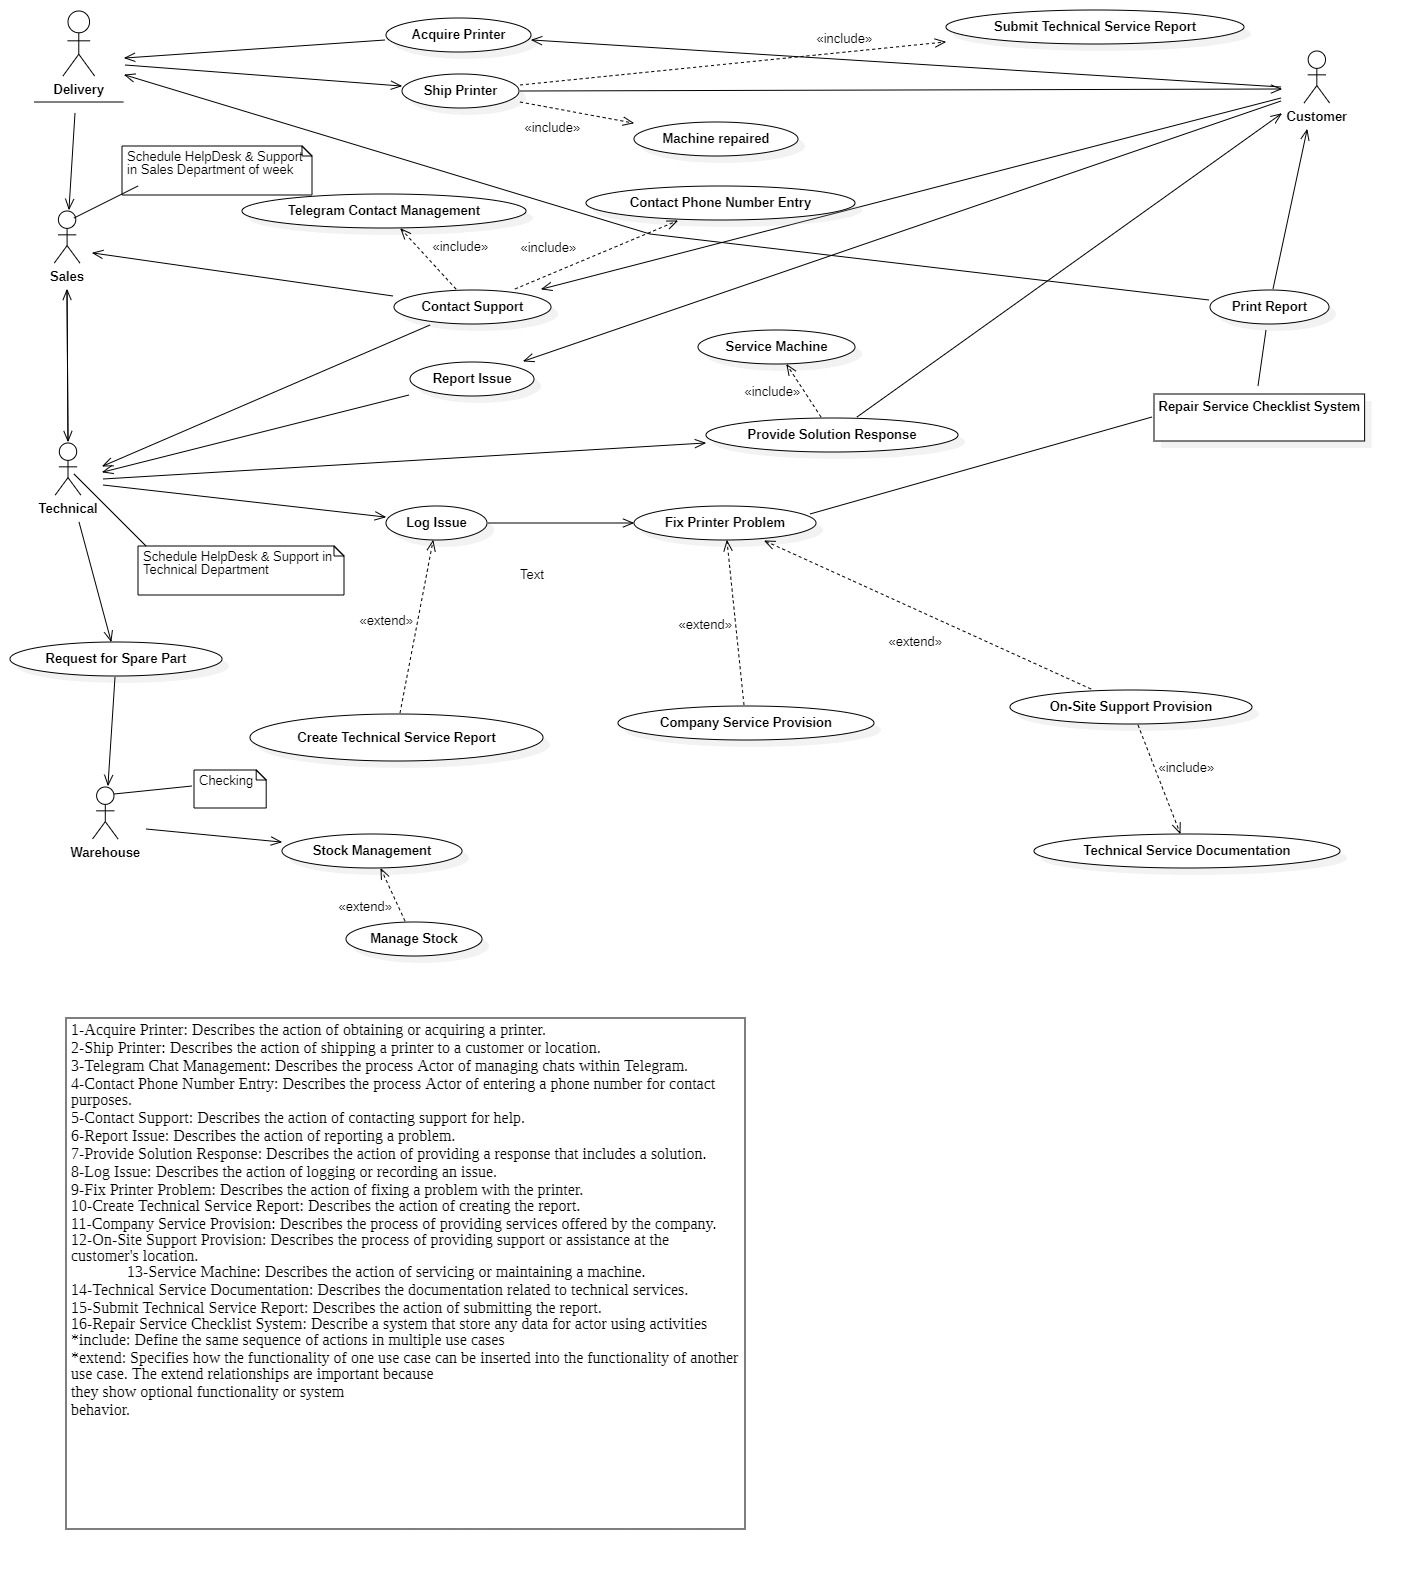 Acquire Printer
Submit Technical Service Report
«include»
Delivery
Ship Printer
Customer
«include»
Machine repaired
Schedule HelpDesk & Support
in Sales Department of week
Telegram Contact Management
Contact Phone Number Entry
«include»
«include»
Sales
Contact Support
Print Report
Service Machine
Report Issue
«include»
Repair Service Checklist System
Provide Solution Response
Technical
Log Issue
Fix Printer Problem
Schedule HelpDesk & Support in
Technical Department
Text
«extend»
«extend»
«extend»
Request for Spare Part
On-Site Support Provision
Company Service Provision
Create Technical Service Report
«include»
Checking
Warehouse
Stock Management
Technical Service Documentation
«extend»
Manage Stock
1-Acquire Printer: Describes the action of obtaining or acquiring a printer.
2-Ship Printer: Describes the action of shipping a printer to a customer or location.
3-Telegram Chat Management: Describes the process Actor of managing chats within Telegram.
4-Contact Phone Number Entry: Describes the process Actor of entering a phone number for contact
purposes.
5-Contact Support: Describes the action of contacting support for help.
6-Report Issue: Describes the action of reporting a problem.
7-Provide Solution Response: Describes the action of providing a response that includes a solution.
8-Log Issue: Describes the action of logging or recording an issue.
9-Fix Printer Problem: Describes the action of fixing a problem with the printer.
10-Create Technical Service Report: Describes the action of creating the report.
11-Company Service Provision: Describes the process of providing services offered by the company.
12-On-Site Support Provision: Describes the process of providing support or assistance at the
customer's location.
13-Service Machine: Describes the action of servicing or maintaining a machine.
14-Technical Service Documentation: Describes the documentation related to technical services.
15-Submit Technical Service Report: Describes the action of submitting the report.
16-Repair Service Checklist System: Describe a system that store any data for actor using activities
*include: Define the same sequence of actions in multiple use cases
*extend: Specifies how the functionality of one use case can be inserted into the functionality of another
use case. The extend relationships are important because
they show optional functionality or system
behavior.